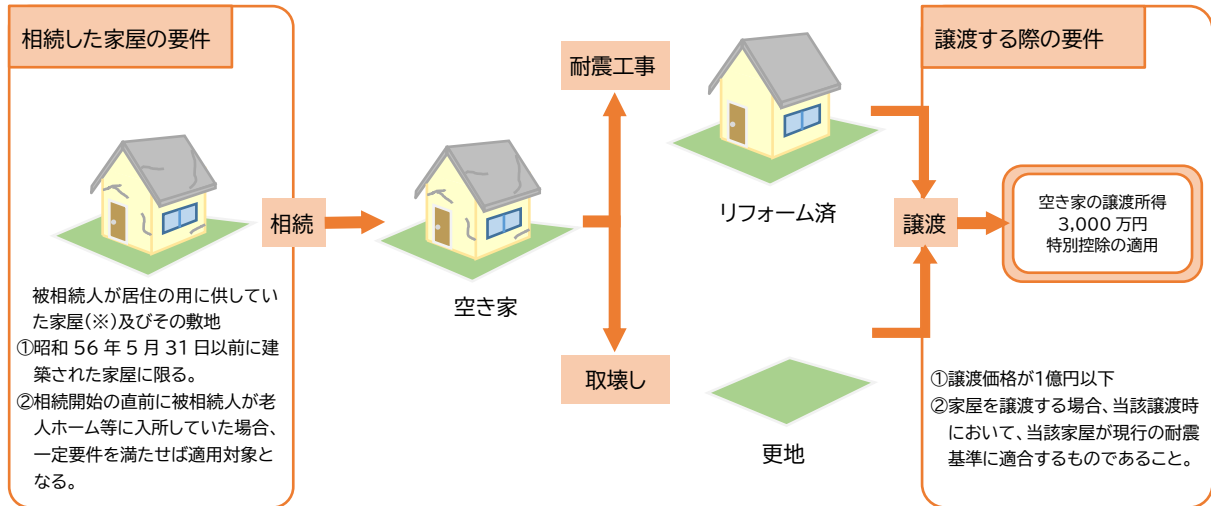 相続した家屋の要件
被相続人が居住の用に供してい
た家屋(※)及びその敷地
①昭和 56 年 5 月 31 日以前に建
築された家屋に限る。
②相続開始の直前に被相続人が老
人ホーム等に入所していた場合、
一定要件を満たせば適用対象と
なる。
相続
空き家
耐震工事
取壊し
リフォーム済
更地
譲渡する際の要件
譲渡
空き家の譲渡所得
3,000 万円
特別控除の適用
①譲渡価格が1億円以下
②家屋を譲渡する場合、当該譲渡時
において、当該家屋が現行の耐震
基準に適合するものであること。